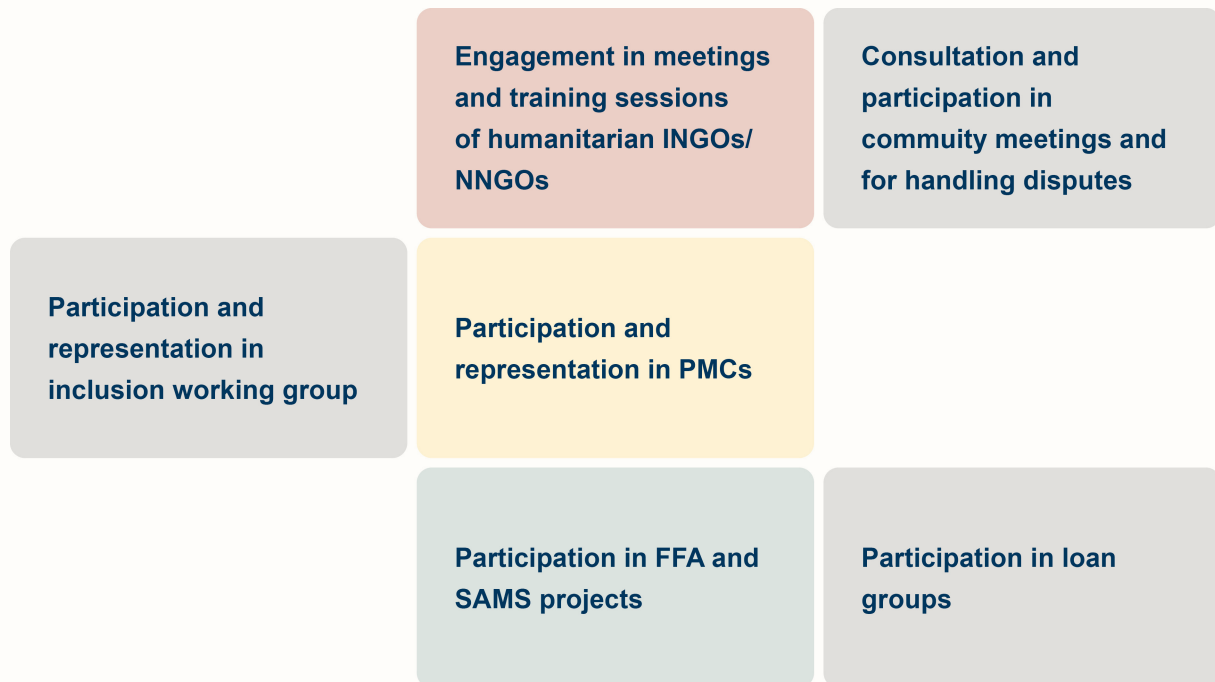 Engagement in meetings
and training sessions
of humanitarian INGOs/
NNGOs
Consultation and
participation in
commuity meetings and
for handling disputes
Participation and
representation in
inclusion working group
Participation and
representation in PMCs
Participation in FFA and
SAMS projects
Participation in loan
groups